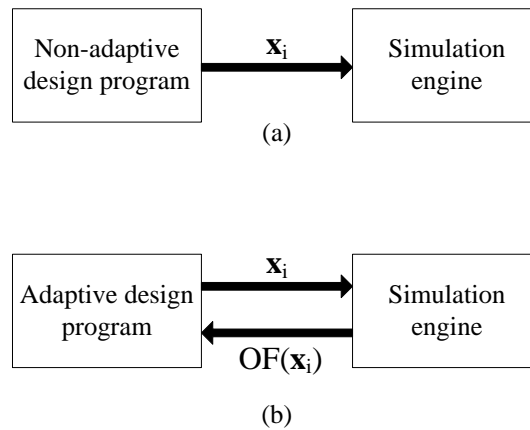 Non-adaptive
design program
xᵢ
Simulation
engine
(a)
Adaptive design
program
xᵢ
OF(xᵢ)
Simulation
engine
(b)